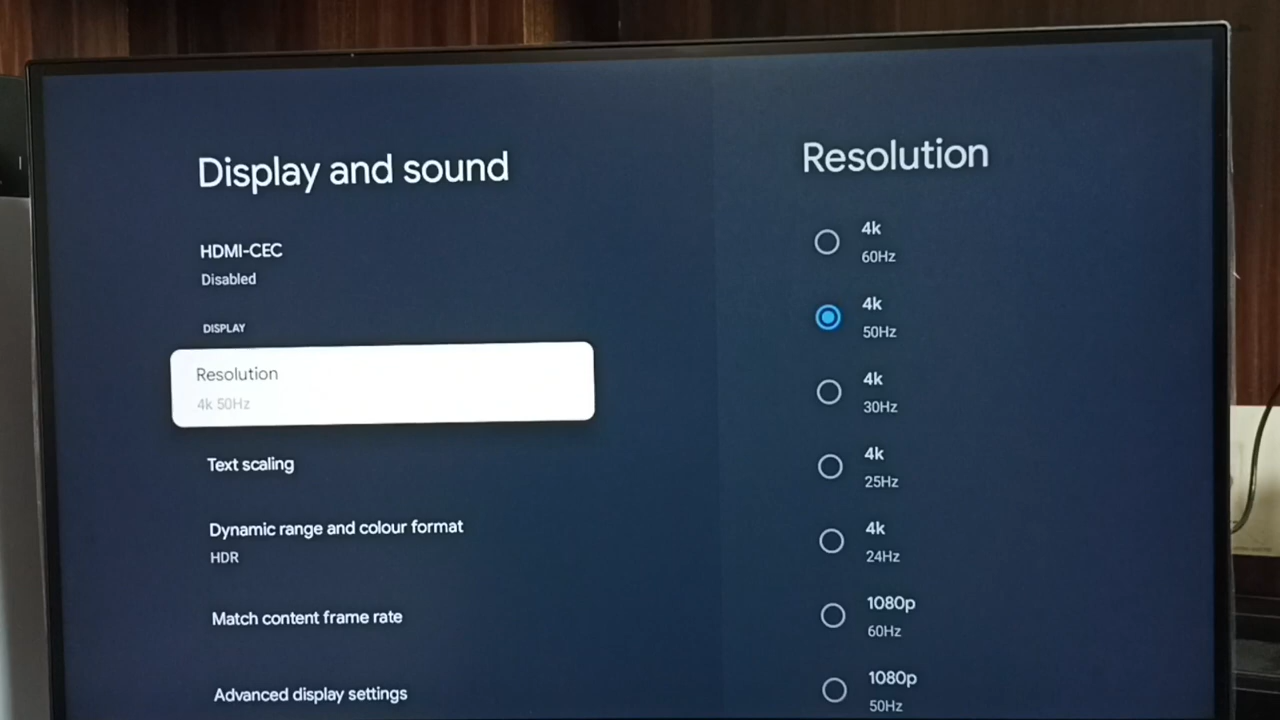 Display and sound
HDMI-CEC
Disabled
DISPLAY
Resolution
4k 50Hz
Text scaling
Dynamic range and colour format
HDR
Match content frame rate
Advanced display settings
Resolution
4k
60Hz
4k
50Hz
4k
30Hz
4k
25Hz
4k
24Hz
1080p
60Hz
1080p
50Hz